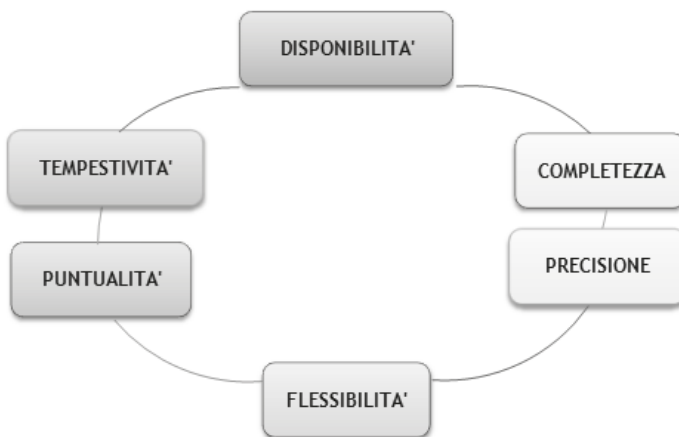 DISPONIBILITA'
TEMPESTIVITA'
COMPLETEZZA
PUNTUALITA'
PRECISIONE
FLESSIBILITA'